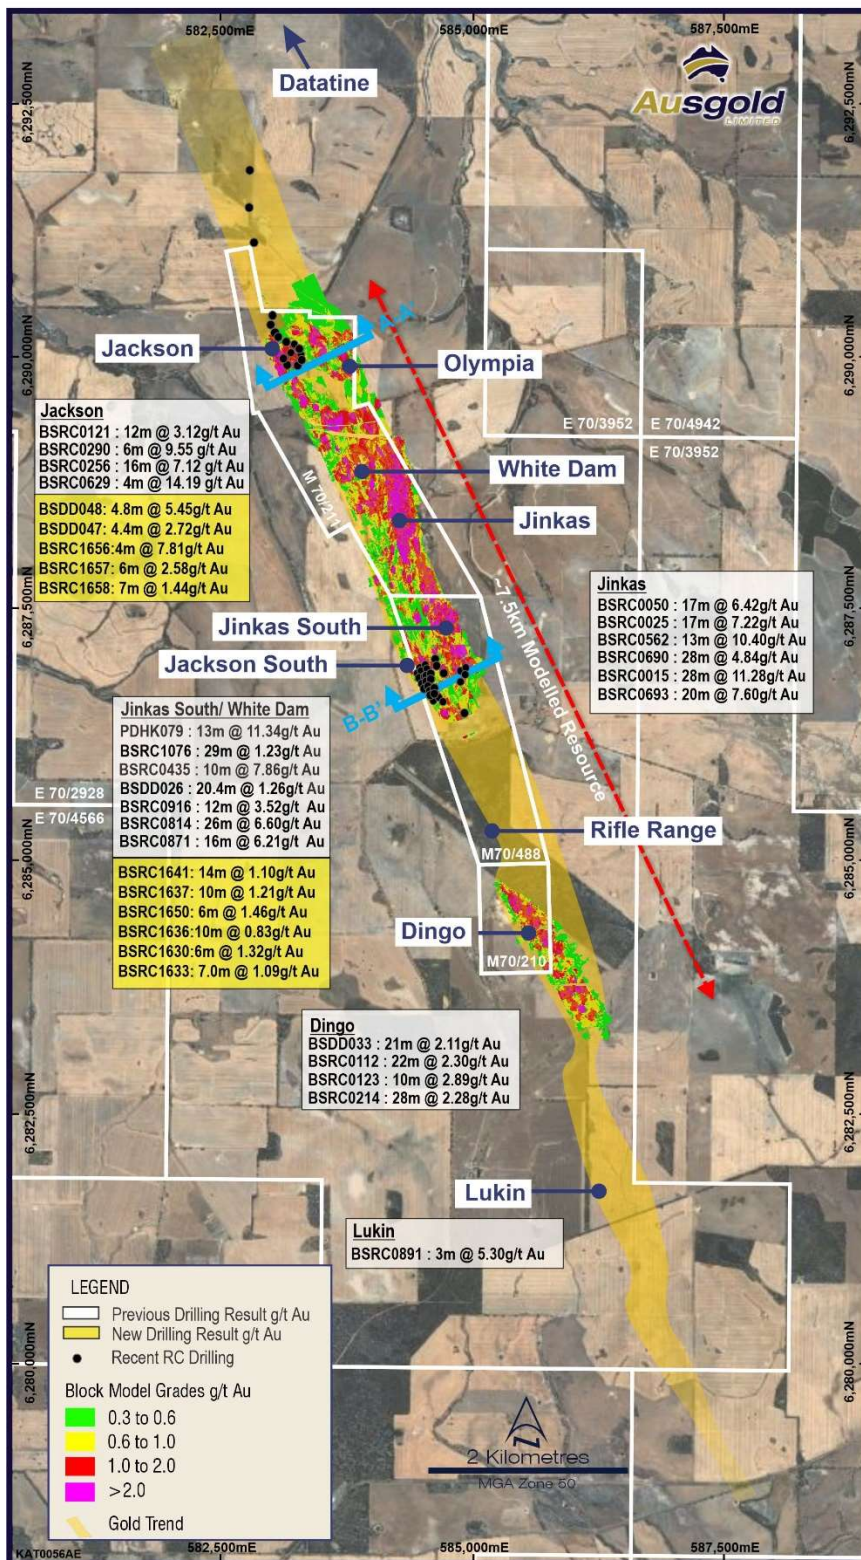 582,500mE
585,000mE
587,500mE
Datatine
Ausgold
LIMITED
6,292,500mN
6,292,500mN
A-A'
Jackson
Olympia
6,290,000mN
6,290,000mN
E 70/3952
E 70/4942
E 70/3952
Jackson
BSRC0121 : 12m @ 3.12g/t Au
BSRC0290 : 6m @ 9.55 g/t Au
BSRC0256 : 16m @ 7.12 g/t Au
BSRC0629 : 4m @ 14.19 g/t Au
BSDD048: 4.8m @ 5.45g/t Au
BSDD047: 4.4m @ 2.72g/t Au
BSRC1656:4m @ 7.81g/t Au
BSRC1657: 6m @ 2.58g/t Au
BSRC1658: 7m @ 1.44g/t Au
White Dam
M 70/211
Jinkas
~7.5km Modelled Resource
Jinkas
BSRC0050 : 17m @ 6.42g/t Au
BSRC0025 : 17m @ 7.22g/t Au
BSRC0562 : 13m @ 10.40g/t Au
BSRC0690 : 28m @ 4.84g/t Au
BSRC0015 : 28m @ 11.28g/t Au
BSRC0693 : 20m @ 7.60g/t Au
6,287,500mN
6,287,500mN
Jinkas South
Jackson South
B-B'
Jinkas South/ White Dam
PDHK079 : 13m @ 11.34g/t Au
BSRC1076 : 29m @ 1.23g/t Au
BSRC0435 : 10m @ 7.86g/t Au
BSDD026 : 20.4m @ 1.26g/t Au
BSRC0916 : 12m @ 3.52g/t Au
BSRC0814 : 26m @ 6.60g/t Au
BSRC0871 : 16m @ 6.21g/t Au
BSRC1641: 14m @ 1.10g/t Au
BSRC1637: 10m @ 1.21g/t Au
BSRC1650: 6m @ 1.46g/t Au
BSRC1636:10m @ 0.83g/t Au
BSRC1630:6m @ 1.32g/t Au
BSRC1633: 7.0m @ 1.09g/t Au
E 70/2928
E 70/4566
Rifle Range
M70/488
6,285,000mN
6,285,000mN
Dingo
M70/210
Dingo
BSDD033 : 21m @ 2.11g/t Au
BSRC0112 : 22m @ 2.30g/t Au
BSRC0123 : 10m @ 2.89g/t Au
BSRC0214 : 28m @ 2.28g/t Au
6,282,500mN
6,282,500mN
Lukin
Lukin
BSRC0891 : 3m @ 5.30g/t Au
6,280,000mN
6,280,000mN
LEGEND
Previous Drilling Result g/t Au
New Drilling Result g/t Au
Recent RC Drilling
Block Model Grades g/t Au
0.3 to 0.6
0.6 to 1.0
1.0 to 2.0
>2.0
Gold Trend
N
2 Kilometres
MGA Zone 50
KAT0056AE
582,500mE
585,000mE
587,500mE